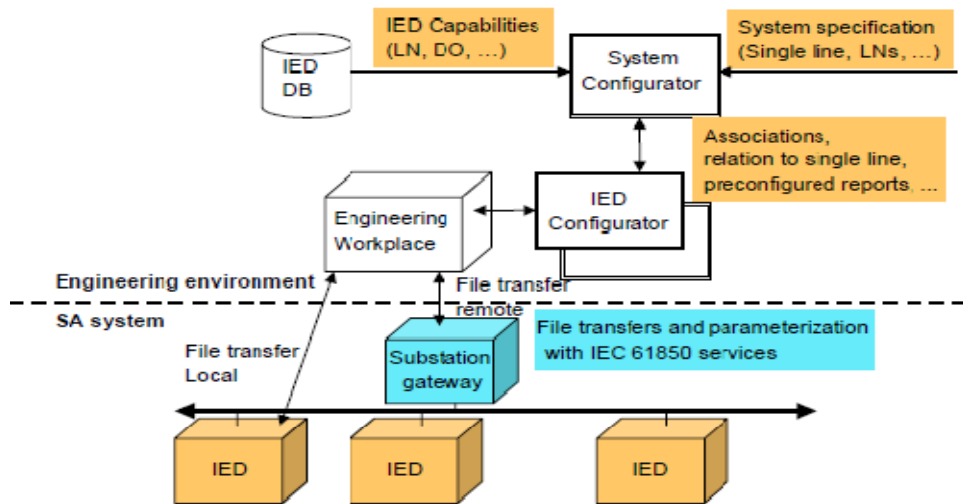 IED Capabilities
(LN, DO, ...)
System specification
(Single line, LNs, ...)
IED
DB
System
Configurator
Associations,
relation to single line,
preconfigured reports, ...
Engineering
Workplace
IED
Configurator
Engineering environment
File transfer
remote
SA system
File transfers and parameterization
with IEC 61850 services
File transfer
Local
Substation
gateway
IED
IED
IED